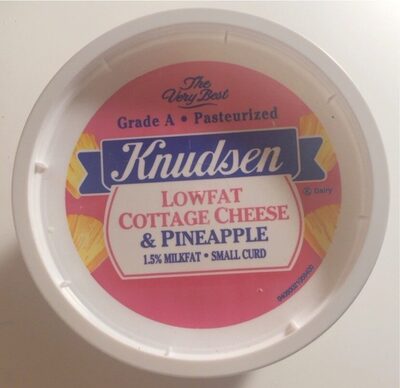 The
Very Best
Grade A • Pasteurized
Knudsen
K Dairy
LOWFAT
COTTAGE CHEESE
& PINEAPPLE
1.5% MILKFAT • SMALL CURD